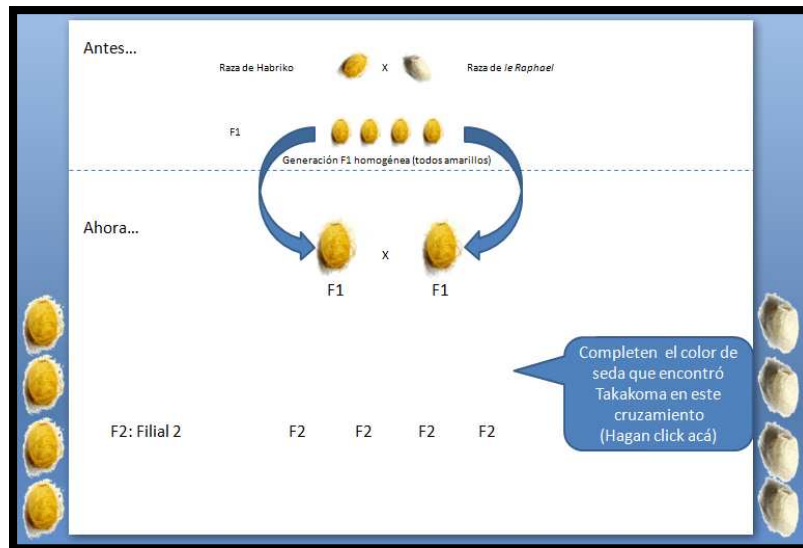 Antes...
Raza de Habriko X Raza de le Raphael
F1
Generación F1 homogénea (todos amarillos)
Ahora...
X
F1 F1
Completen el color de
seda que encontró
Takakoma en este
cruzamiento
(Hagan click acá)
F2: Filial 2 F2 F2 F2 F2